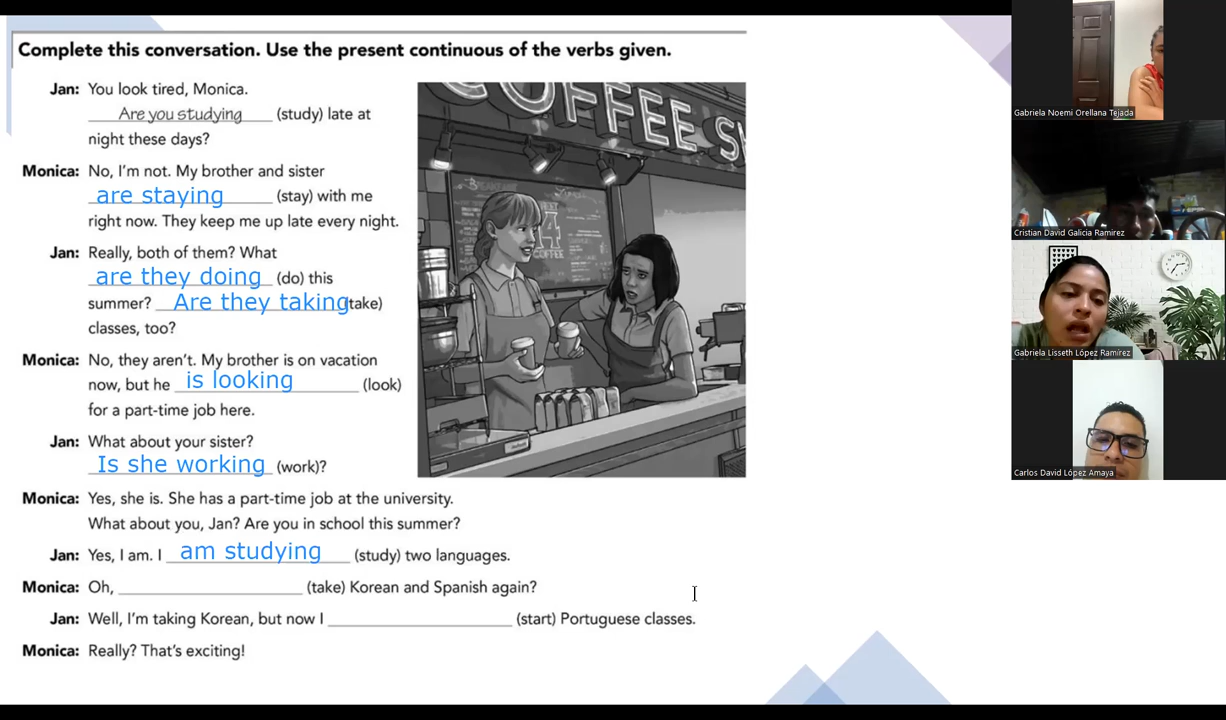 Complete this conversation. Use the present continuous of the verbs given.
Jan: You look tired, Monica.
Are you studying (study) late at
night these days?
Monica: No, I'm not. My brother and sister
are staying (stay) with me
right now. They keep me up late every night.
Jan: Really, both of them? What
are they doing (do) this
summer? Are they taking (take)
classes, too?
Monica: No, they aren't. My brother is on vacation
now, but he is looking (look)
for a part-time job here.
Jan: What about your sister?
Is she working (work)?
Monica: Yes, she is. She has a part-time job at the university.
What about you, Jan? Are you in school this summer?
Jan: Yes, I am. I am studying (study) two languages.
Monica: Oh, ____________ (take) Korean and Spanish again?
Jan: Well, I'm taking Korean, but now I ____________ (start) Portuguese classes.
Monica: Really? That's exciting!
COFFEE
COFFEE
Gabriela Noemi Orellana Tejada
Cristian David Galicia Ramirez
Gabriela Lisseth López Ramírez
Carlos David López Amaya